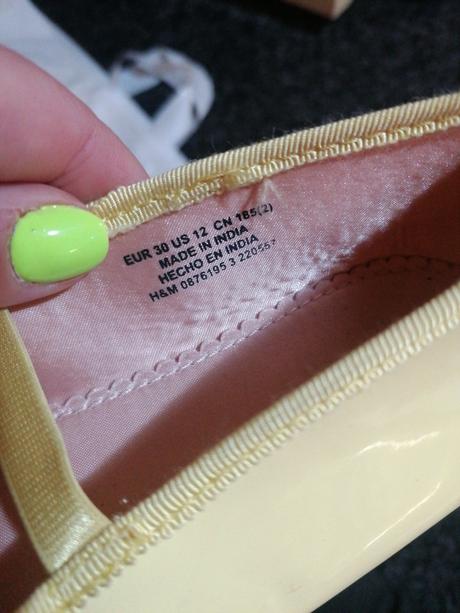 EUR 30 US 12 CN 185(2)
MADE IN INDIA
HECHO EN INDIA
H&M 0876195 3 220557